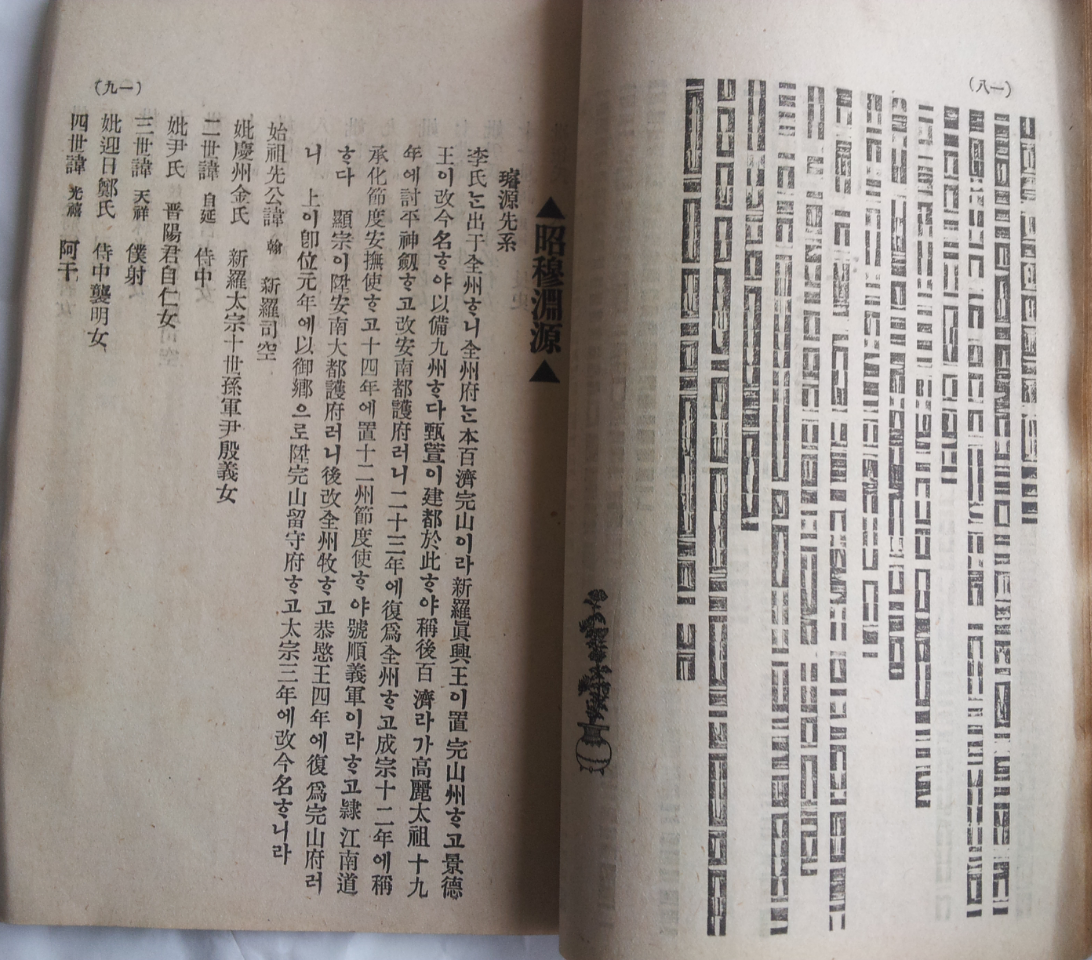 (一八)
▲昭穆淵源▲
璿源先系
李氏ᄂᆞᆫ出于全州ᄒᆞ니全州府ᄂᆞᆫ本百濟完山이라新羅眞興王이置完山州ᄒᆞ고景德
王이改今名ᄒᆞ야以備九州ᄒᆞ다甄萱이建都於此ᄒᆞ야稱後百濟라가高麗太祖十九
年에討平神劔ᄒᆞ고改安南都護府러니二十三年에復爲全州ᄒᆞ고成宗十二年에稱
承化節度安撫使ᄒᆞ고十四年에置十二州節度使ᄒᆞ야號順義軍이라ᄒᆞ고隸江南道
ᄒᆞ다 顯宗이陞安南大都護府러니後改全州牧ᄒᆞ고恭愍王四年에復爲完山府러
니 上이卽位元年에以御鄕으로陞完山留守府ᄒᆞ고太宗三年에改今名ᄒᆞ니라
始祖先公諱 翰 新羅司空
妣慶州金氏 新羅太宗十世孫軍尹殷義女
二世諱 自延 侍中
妣尹氏 晋陽君自仁女
三世諱 天祥 僕射
妣迎日鄭氏 侍中襲明女
四世諱 光禧 阿干
(一九)